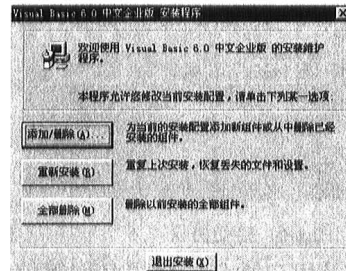 Visual Basic 6.0 中文企业版 安装程序
欢迎使用 Visual Basic 6.0 中文企业版 的安装维护
程序。
本程序允许您修改当前安装配置，请单击下列某一选项:
添加/删除(A)...
为当前的安装配置添加新组件或从中删除已经
安装的组件。
重新安装(R)
重复上次安装，恢复丢失的文件和设置。
全部删除(U)
删除以前安装的全部组件。
退出安装(X)